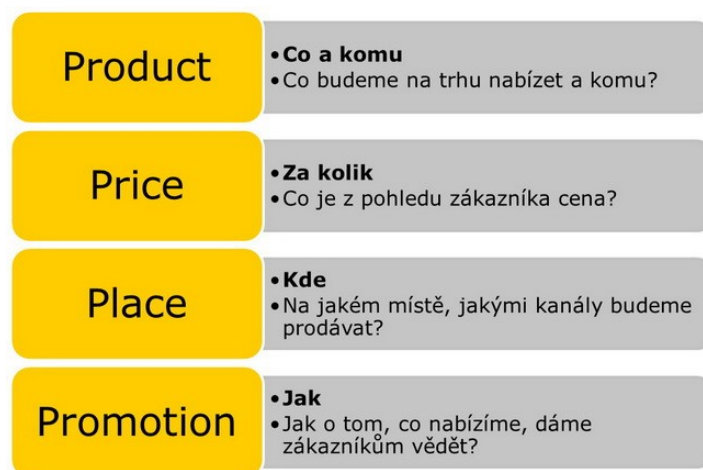 Product
•Co a komu
•Co budeme na trhu nabízet a komu?
Price
•Za kolik
•Co je z pohledu zákazníka cena?
Place
•Kde
•Na jakém místě, jakými kanály budeme
prodávat?
Promotion
•Jak
•Jak o tom, co nabízíme, dáme
zákazníkům vědět?